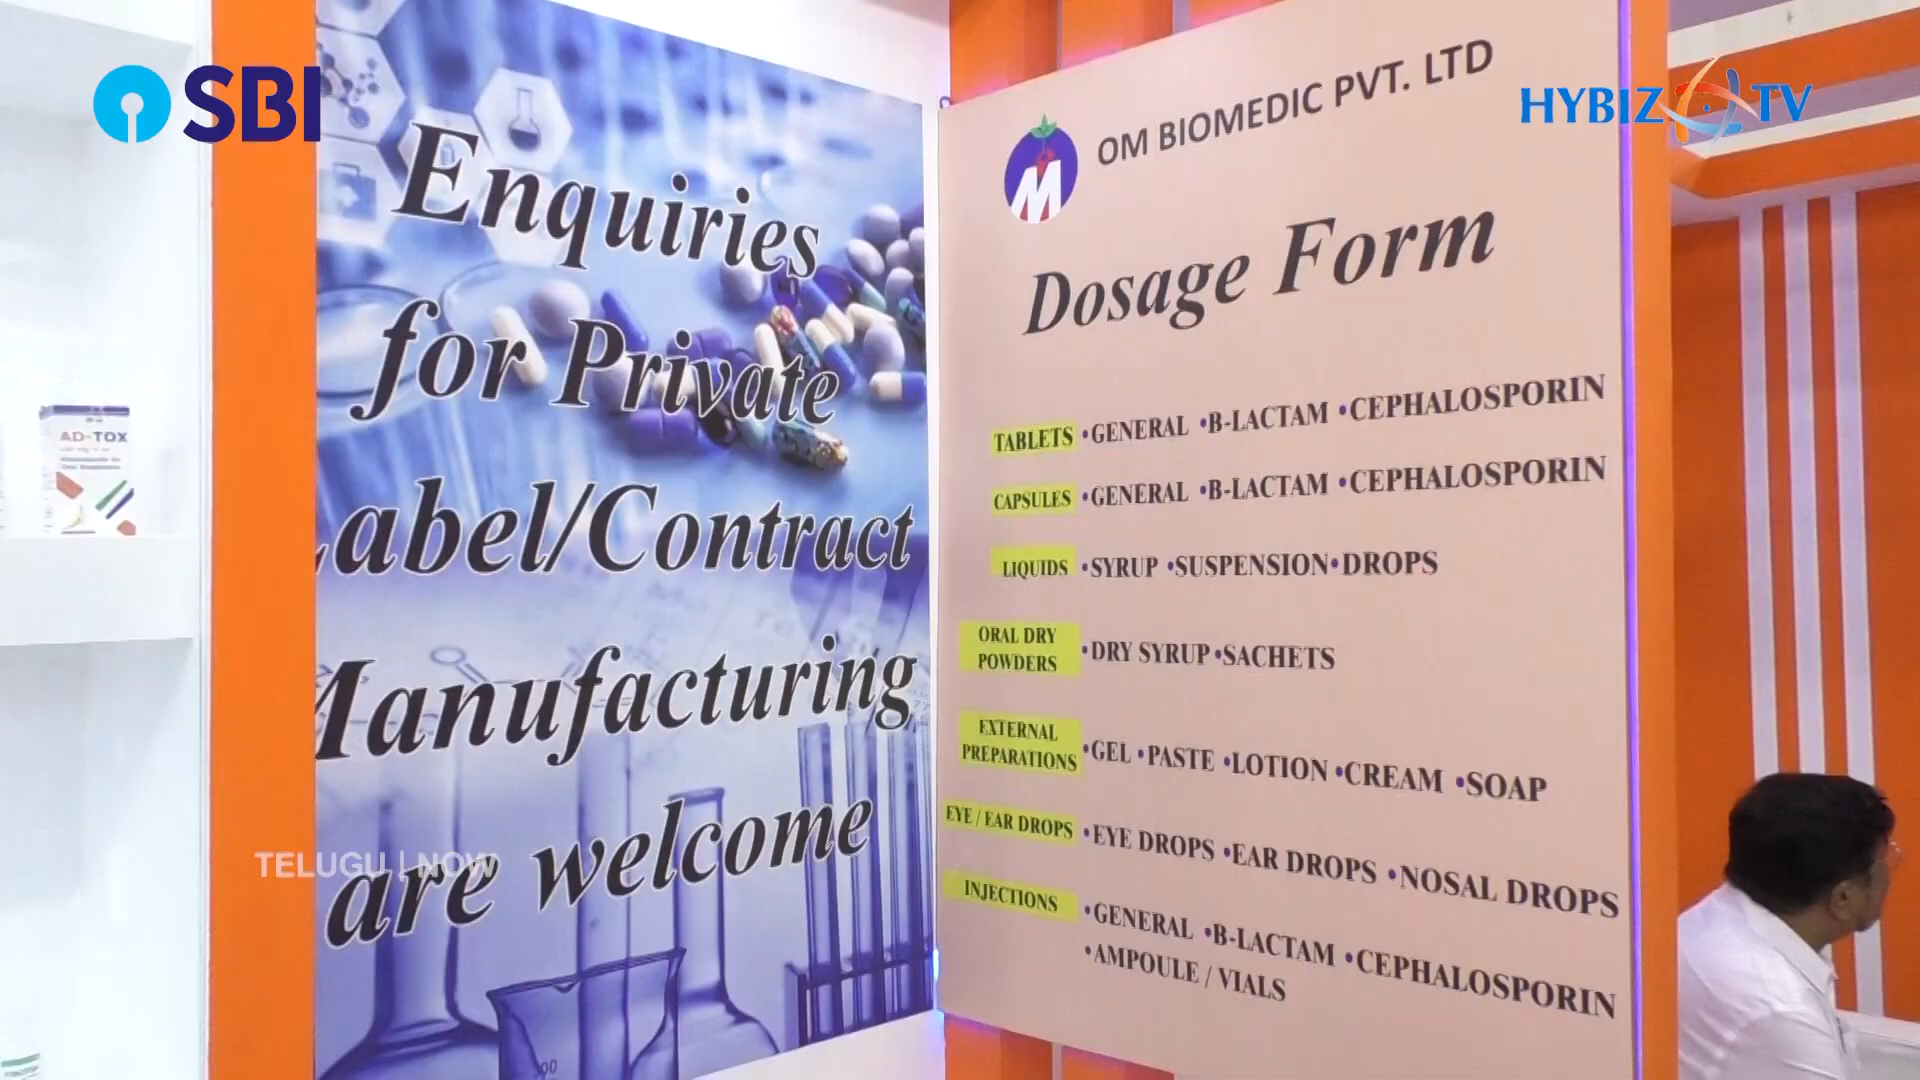 SBI
HYBIZ TV
Enquiries
for Private
Label/Contract
Manufacturing
are welcome
TELUGU | NOW
AD-TOX
OM BIOMEDIC PVT. LTD
M
Dosage Form
TABLETS •GENERAL •B-LACTAM •CEPHALOSPORIN
CAPSULES •GENERAL •B-LACTAM •CEPHALOSPORIN
LIQUIDS •SYRUP •SUSPENSION •DROPS
ORAL DRY
POWDERS •DRY SYRUP •SACHETS
EXTERNAL
PREPARATIONS •GEL •PASTE •LOTION •CREAM •SOAP
EYE / EAR DROPS •EYE DROPS •EAR DROPS •NOSAL DROPS
INJECTIONS •GENERAL •B-LACTAM •CEPHALOSPORIN
•AMPOULE / VIALS